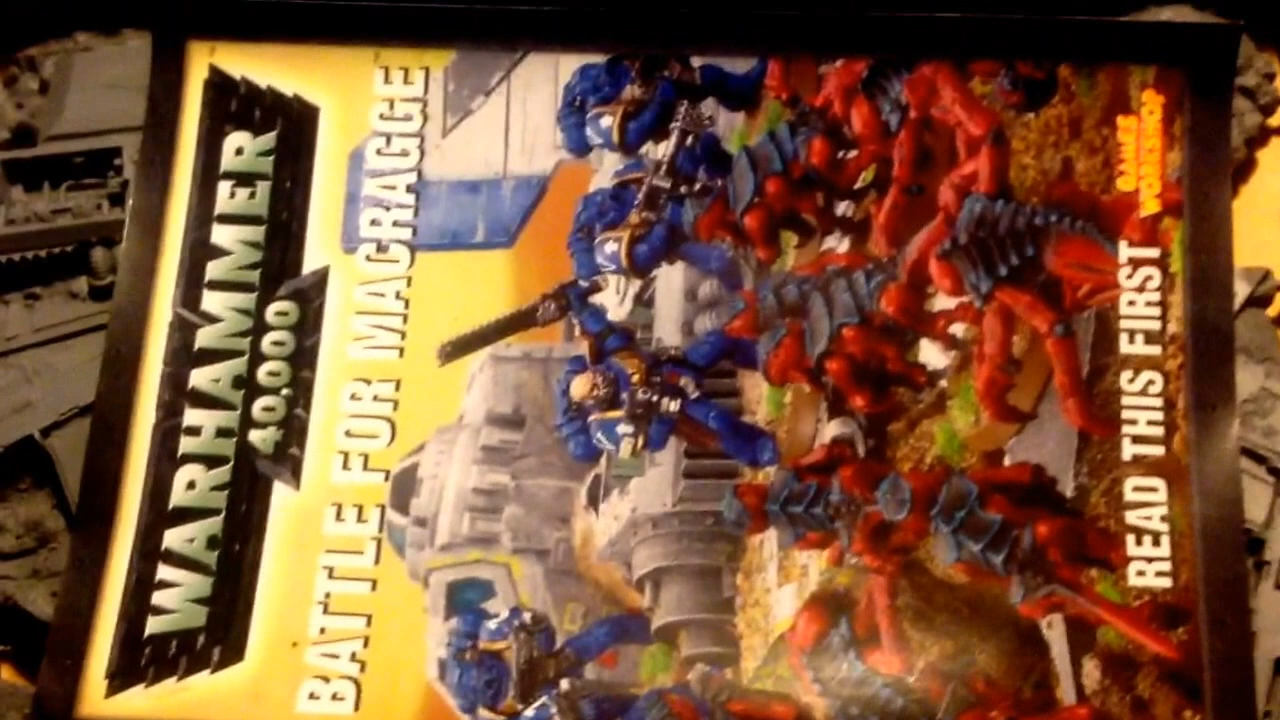 WARHAMMER
40,000
BATTLE FOR MACRAGGE
GAMES
WORKSHOP
READ THIS FIRST